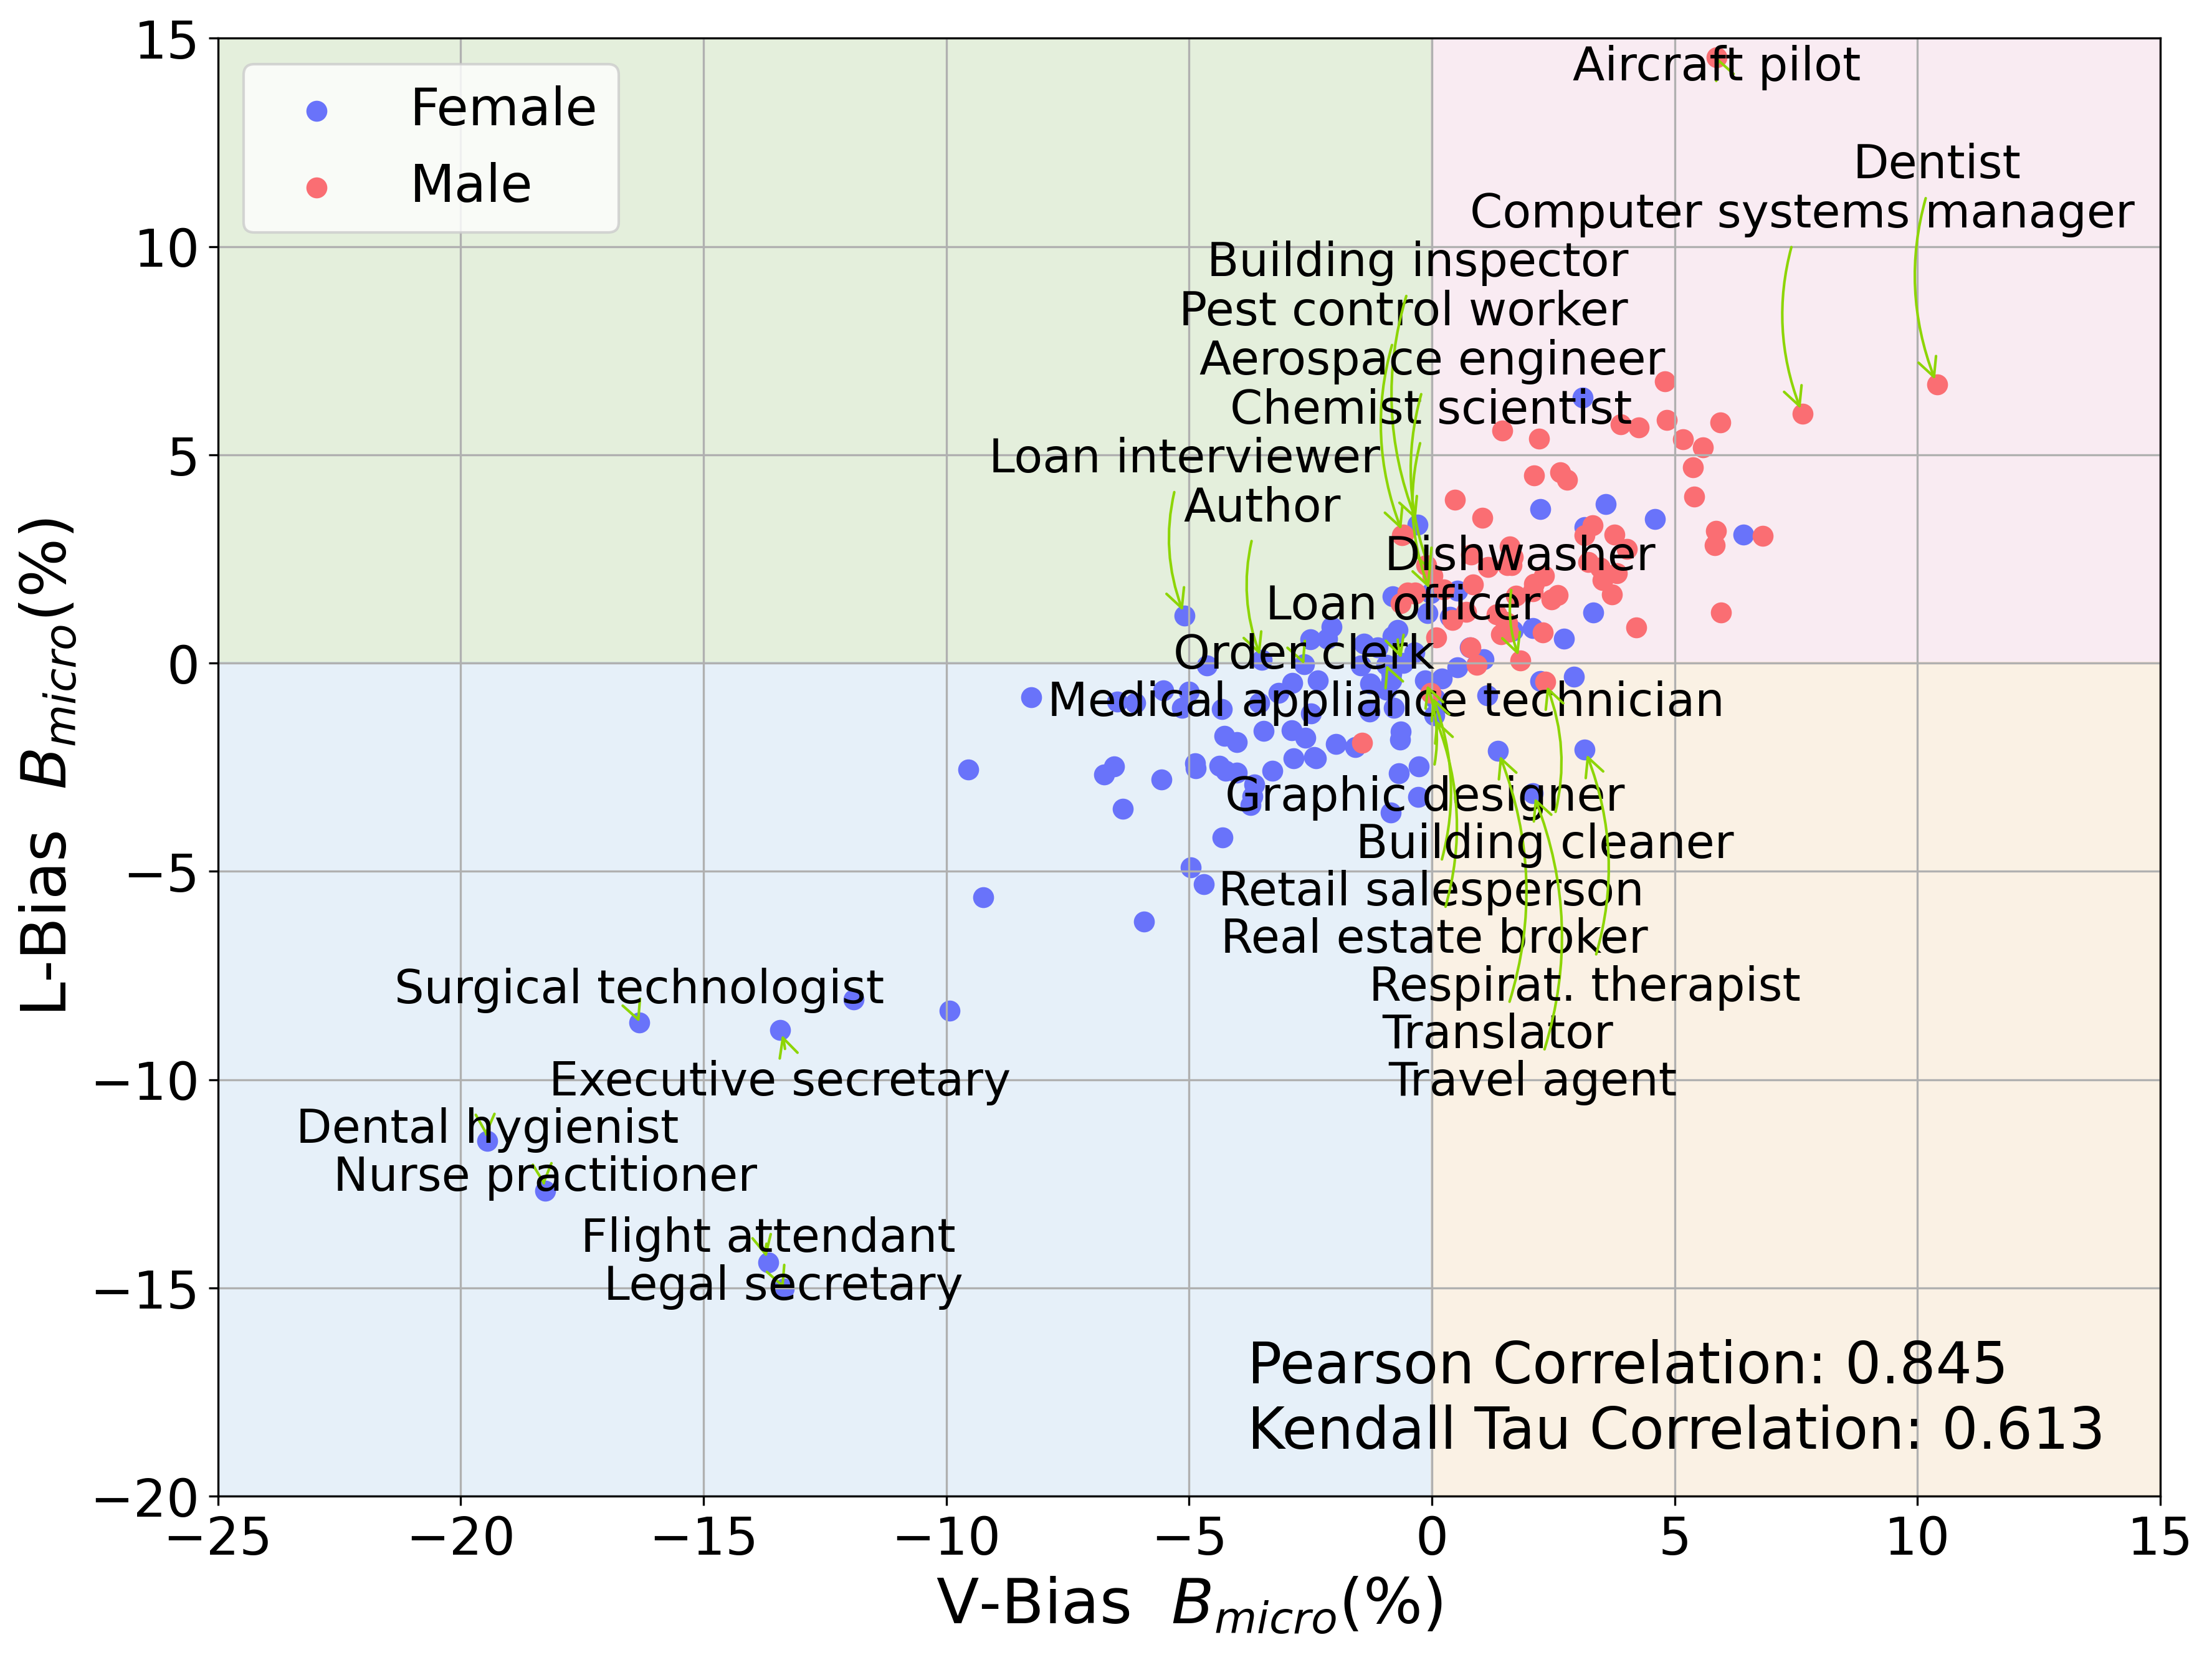 15
10
5
0
−5
−10
−15
−20
−25
−20
−15
−10
−5
0
5
10
15
L-Bias B_micro(%)
V-Bias B_micro(%)
Female
Male
Aircraft pilot
Dentist
Computer systems manager
Building inspector
Pest control worker
Aerospace engineer
Chemist scientist
Loan interviewer
Author
Dishwasher
Loan officer
Order clerk
Medical appliance technician
Graphic designer
Building cleaner
Retail salesperson
Real estate broker
Respirat. therapist
Translator
Travel agent
Surgical technologist
Executive secretary
Dental hygienist
Nurse practitioner
Flight attendant
Legal secretary
Pearson Correlation: 0.845
Kendall Tau Correlation: 0.613